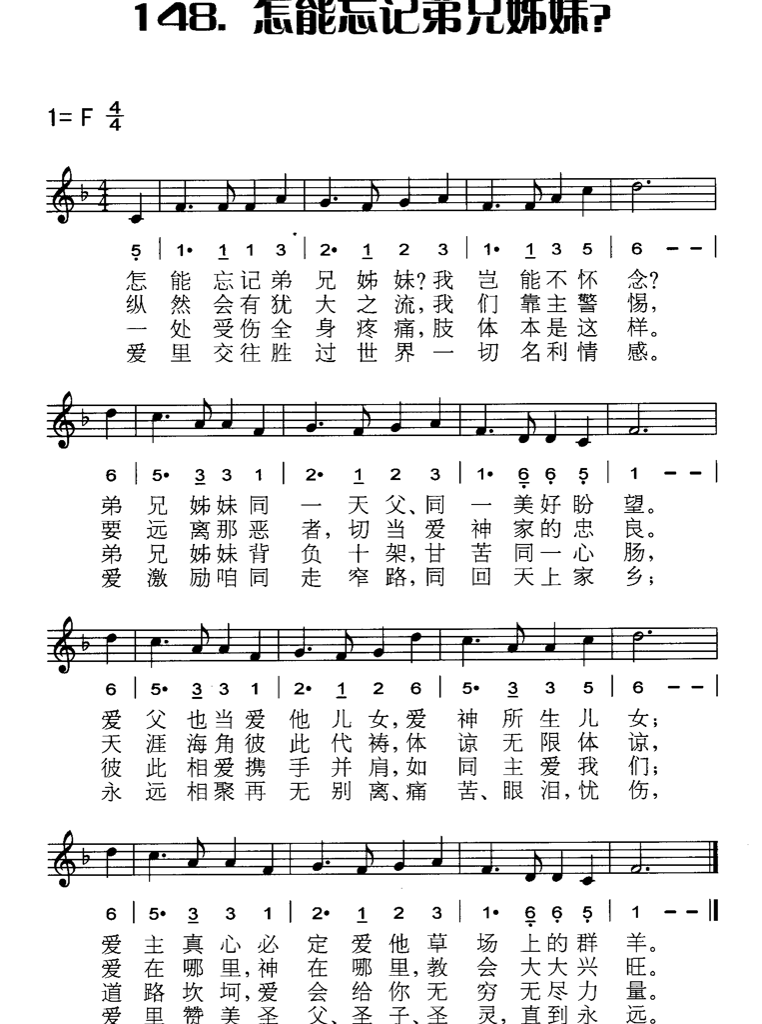 148. 怎能忘记弟兄姊妹?
1= F 4/4
5̣ | 1• 1̲ 1 3 | 2• 1̲ 2 3 | 1• 1̲ 3 5 | 6 – – |
怎能忘记弟兄姊妹?我岂能不怀念?
纵然会有犹大之流,我们靠主警惕,
一处受伤全身疼痛,肢体本是这样。
爱里交往胜过世界一切名利情感。
6 | 5• 3̲ 3 1 | 2• 1̲ 2 3 | 1• 6̲̣ 6̣ 5̣ | 1 – – |
弟兄姊妹同一天父、同一美好盼望。
要远离那恶者,切当爱神家的忠良。
弟兄姊妹背负十架,甘苦同一心肠,
爱激励咱同走窄路,同回天上家乡;
6 | 5• 3̲ 3 1 | 2• 1̲ 2 6 | 5• 3̲ 3 5 | 6 – – |
爱父也当爱他儿女,爱神所生儿女;
天涯海角彼此代祷,体谅无限体谅,
彼此相爱携手并肩,如同主爱我们;
永远相聚再无别离、痛苦、眼泪,忧伤,
6 | 5• 3̲ 3 1 | 2• 1̲ 2 3 | 1• 6̲̣ 6̣ 5̣ | 1 – – ‖
爱主真心必定爱他草场上的群羊。
爱在哪里,神在哪里,教会大大兴旺。
道路坎坷,爱会给你无穷无尽力量。
爱里赞美圣父、圣子、圣灵,直到永远。